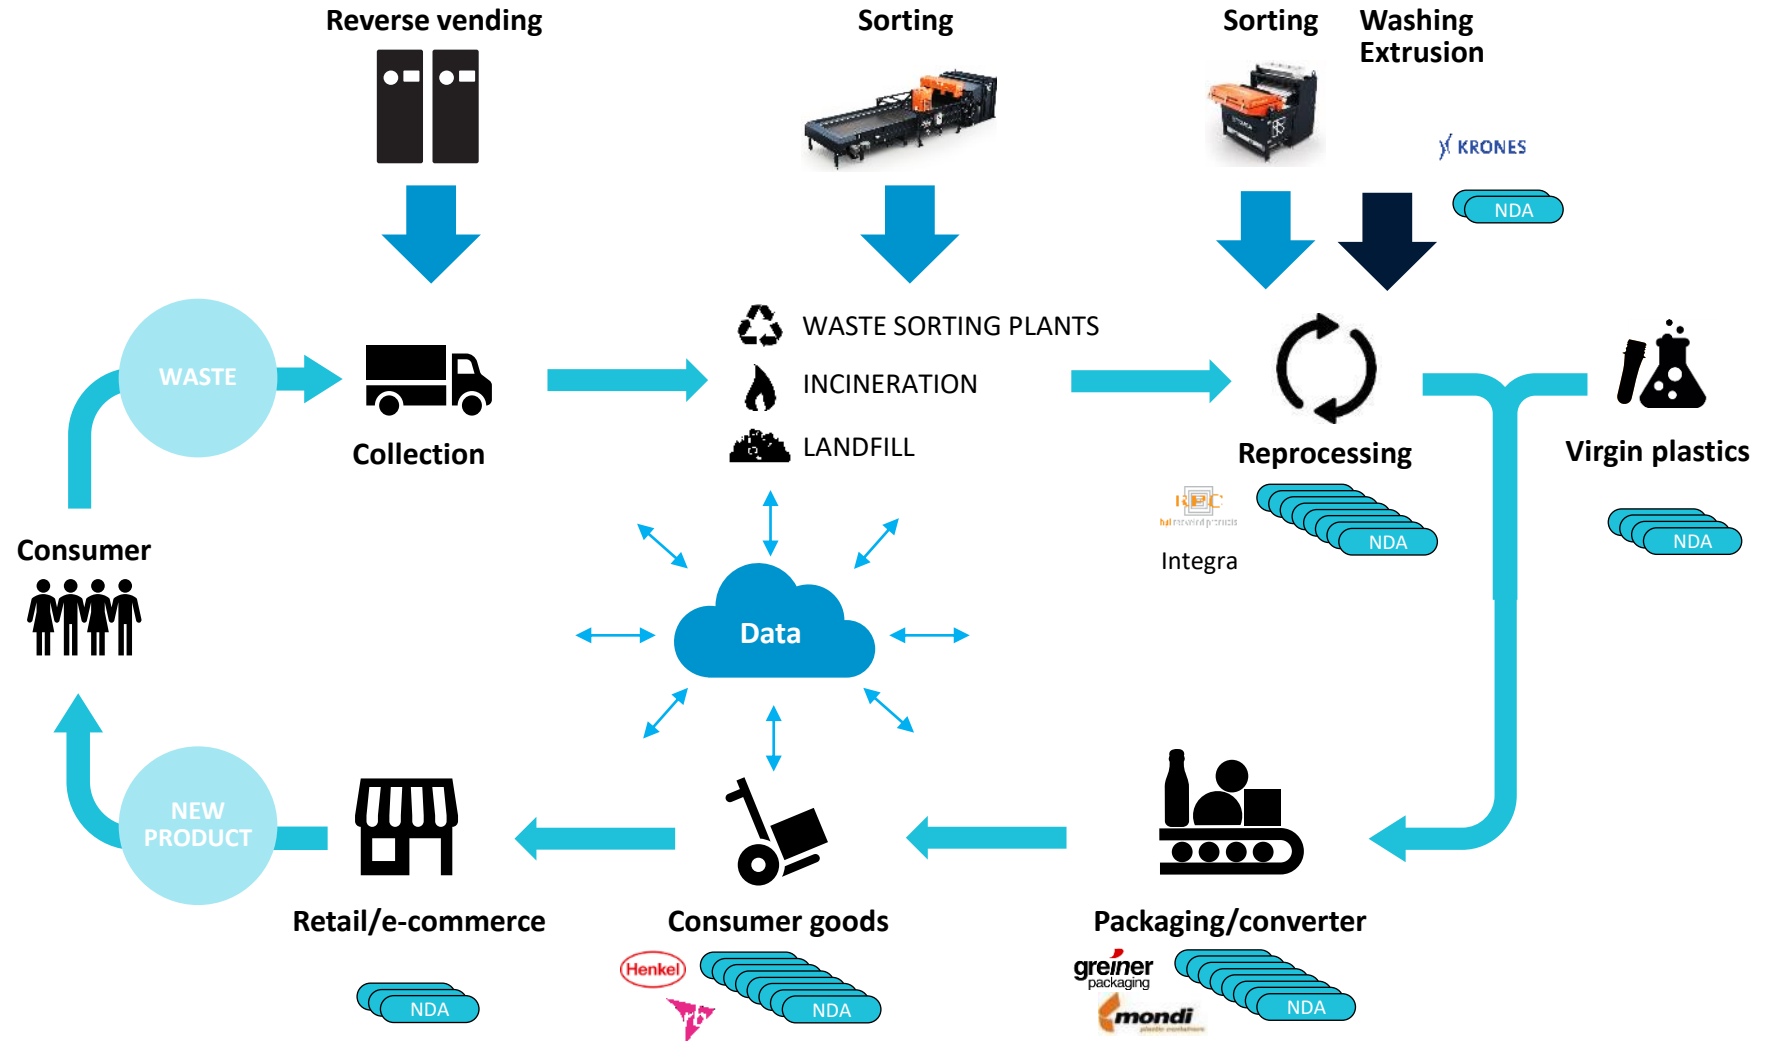 Reverse vending
Sorting
Sorting
Washing
Extrusion
KRONES
NDA
WASTE
WASTE SORTING PLANTS
INCINERATION
LANDFILL
Collection
Reprocessing
Virgin plastics
RPC
Integra
NDA
NDA
Consumer
Data
NEW
PRODUCT
Retail/e-commerce
Consumer goods
Packaging/converter
NDA
Henkel
NDA
greiner
packaging
mondi
NDA